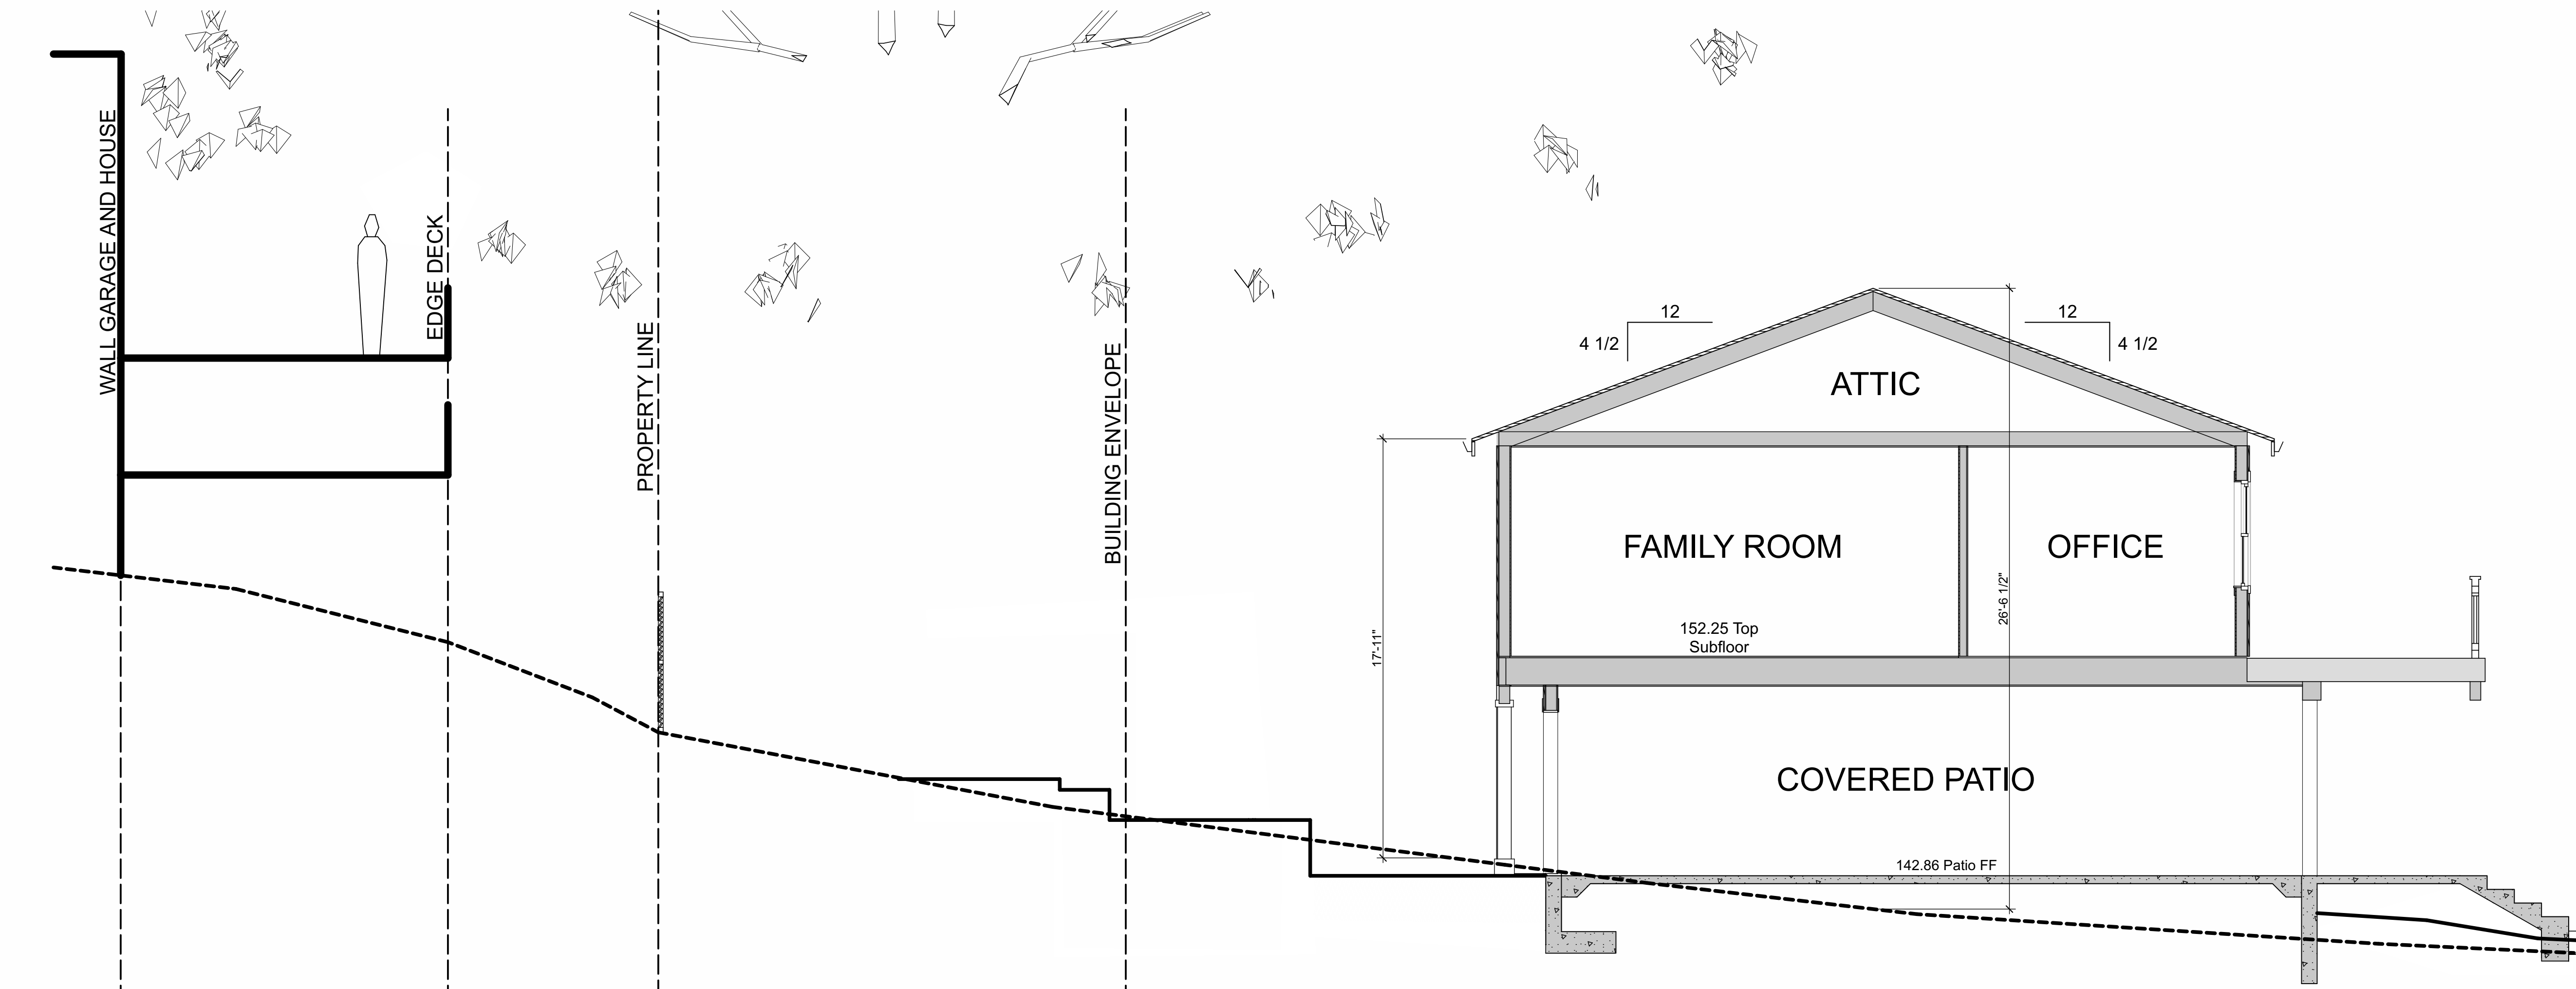 WALL GARAGE AND HOUSE
EDGE DECK
PROPERTY LINE
BUILDING ENVELOPE
12
4 1/2
12
4 1/2
ATTIC
FAMILY ROOM
OFFICE
17'-11"
26'-6 1/2"
152.25 Top
Subfloor
COVERED PATIO
142.86 Patio FF